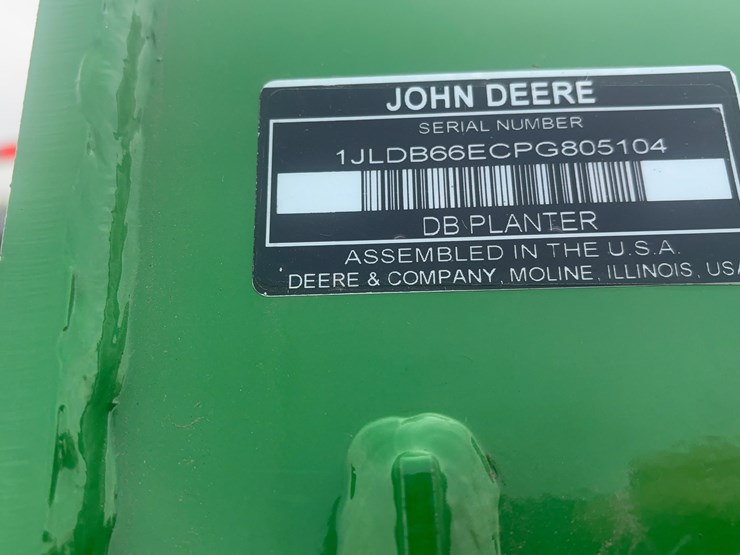 JOHN DEERE
SERIAL NUMBER
1JLDB66ECPG805104
DB PLANTER
ASSEMBLED IN THE U.S.A.
DEERE & COMPANY, MOLINE, ILLINOIS, USA